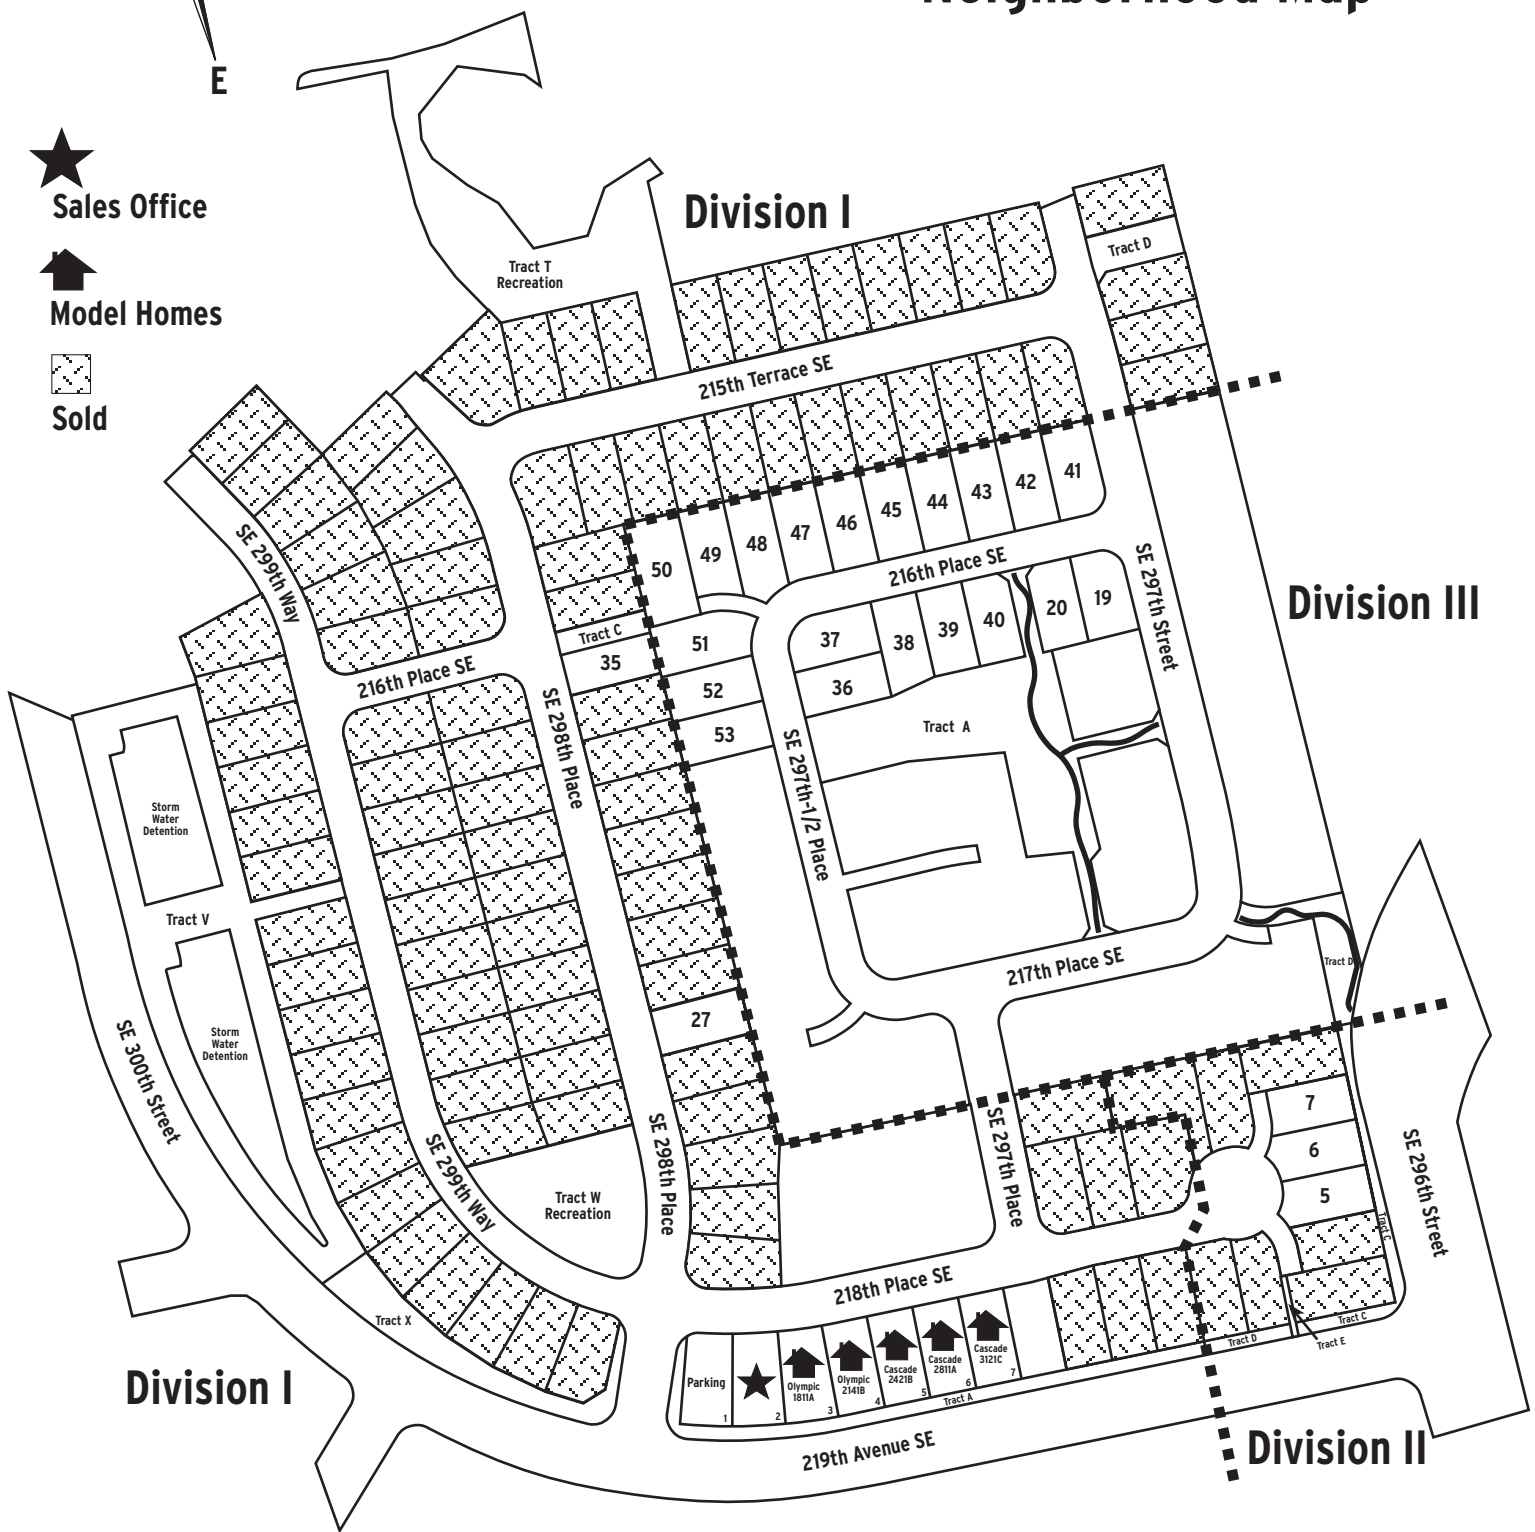 Neighborhood Map
E
Sales Office
Model Homes
Sold
Division I
Tract T
Recreation
Tract D
215th Terrace SE
41
42
43
44
45
46
47
48
49
50
216th Place SE
SE 299th Way
Tract C
35
51
52
53
37
36
38
39
40
20
19
SE 297th Street
Division III
216th Place SE
SE 298th Place
SE 297th-1/2 Place
Tract A
Storm
Water
Detention
Tract V
Storm
Water
Detention
SE 300th Street
27
217th Place SE
Tract D
7
6
5
SE 297th Place
SE 298th Place
SE 299th Way
Tract W
Recreation
SE 296th Street
Tract C
218th Place SE
Tract X
Division I
Parking
1
2
Olympic
1811A
3
Olympic
2141B
4
Cascade
2421B
5
Cascade
2811A
6
Cascade
3121C
7
Tract A
Tract D
Tract E
Tract C
219th Avenue SE
Division II